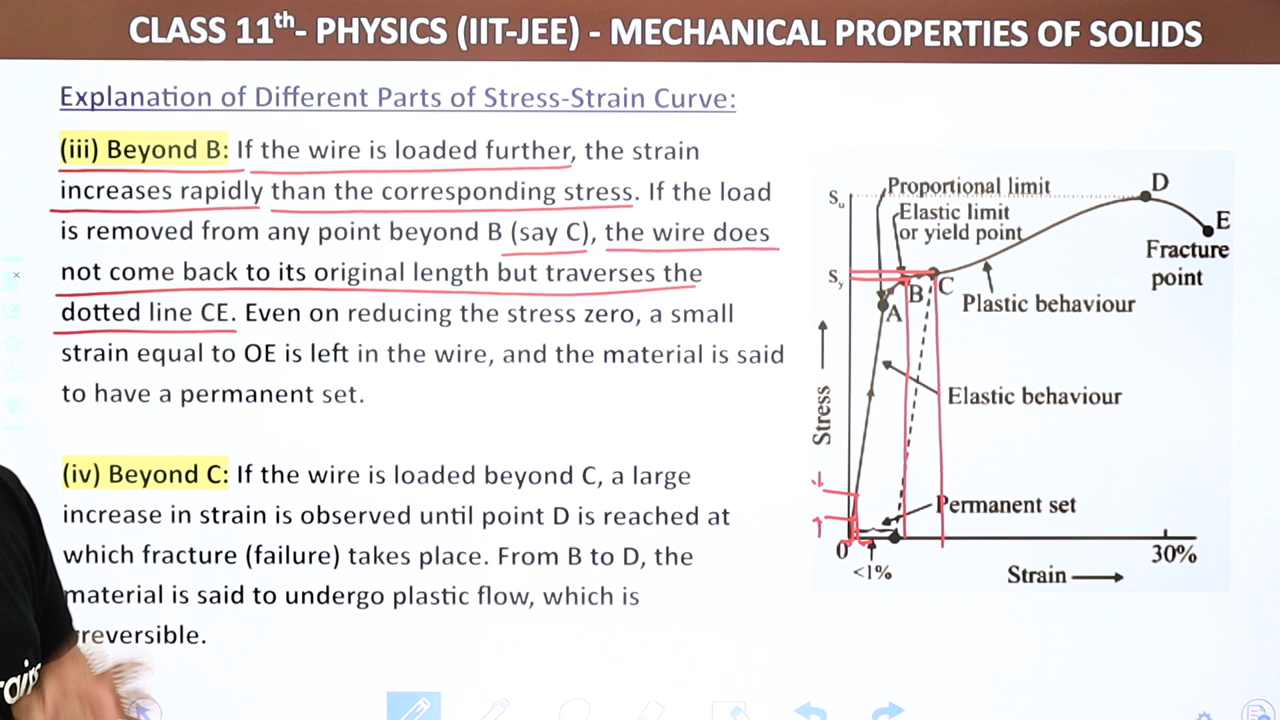 CLASS 11th- PHYSICS (IIT-JEE) - MECHANICAL PROPERTIES OF SOLIDS
Explanation of Different Parts of Stress-Strain Curve:
(iii) Beyond B: If the wire is loaded further, the strain
increases rapidly than the corresponding stress. If the load
is removed from any point beyond B (say C), the wire does
not come back to its original length but traverses the
dotted line CE. Even on reducing the stress zero, a small
strain equal to OE is left in the wire, and the material is said
to have a permanent set.
(iv) Beyond C: If the wire is loaded beyond C, a large
increase in strain is observed until point D is reached at
which fracture (failure) takes place. From B to D, the
material is said to undergo plastic flow, which is
rreversible.
Su
Proportional limit
D
Elastic limit
or yield point
E
Fracture
point
Sy
B
C
A
Plastic behaviour
Stress
Elastic behaviour
Permanent set
0
<1%
30%
Strain